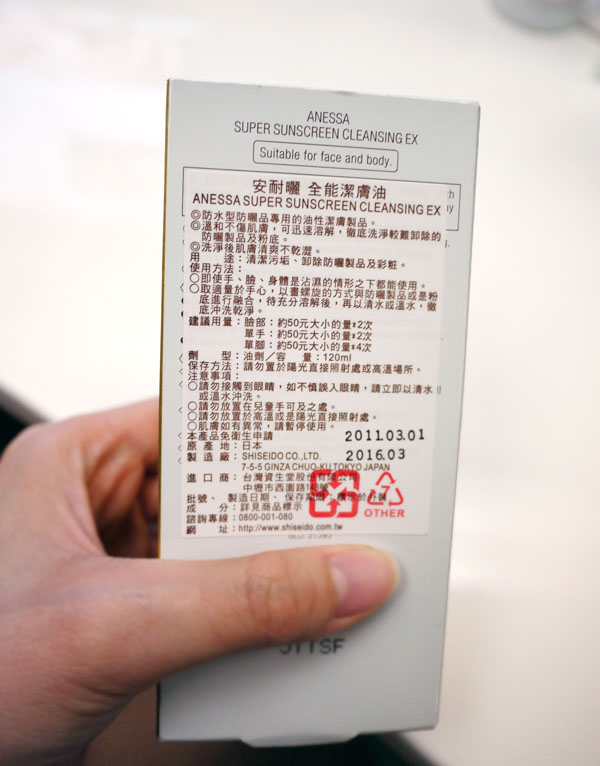 ANESSA
SUPER SUNSCREEN CLEANSING EX
Suitable for face and body.
安耐曬 全能潔膚油
ANESSA SUPER SUNSCREEN CLEANSING EX
◎防水型防曬品專用的油性潔膚製品。
◎溫和不傷肌膚，可迅速溶解，徹底洗淨較難卸除的
防曬製品及粉底。
◎洗淨後肌膚清爽不乾澀。
用 途：清潔污垢、卸除防曬製品及彩粧。
使用方法：
○即使手、臉、身體是沾濕的情形之下都能使用。
○取適量於手心，以畫螺旋的方式與防曬製品或是粉
底進行融合，待充分溶解後，再以清水或溫水，徹
底沖洗乾淨。
建議用量：臉部：約50元大小的量*2次
單手：約50元大小的量*2次
單腳：約50元大小的量*4次
劑 型：油劑／容 量：120ml
保存方法：請勿置於陽光直接照射處或高溫場所。
注意事項：
○請勿接觸到眼睛，如不慎誤入眼睛，請立即以清水
或溫水沖洗。
○請勿放置在兒童手可及之處。
○請勿放置於高溫或是陽光直接照射處。
○肌膚如有異常，請暫停使用。
本產品免衛生申請
2011.03.01
原 產 地：日本
製 造 廠：SHISEIDO CO.,LTD.
2016.03
7-5-5 GINZA CHUO-KU,TOKYO JAPAN
進 口 商：台灣資生堂股份有限公司
中壢市西園路
批號、製造日期、保存期限：標示於外裝
成 分：詳見商品標示
OTHER
諮詢專線：0800-001-080
網 址：http://www.shiseido.com.tw